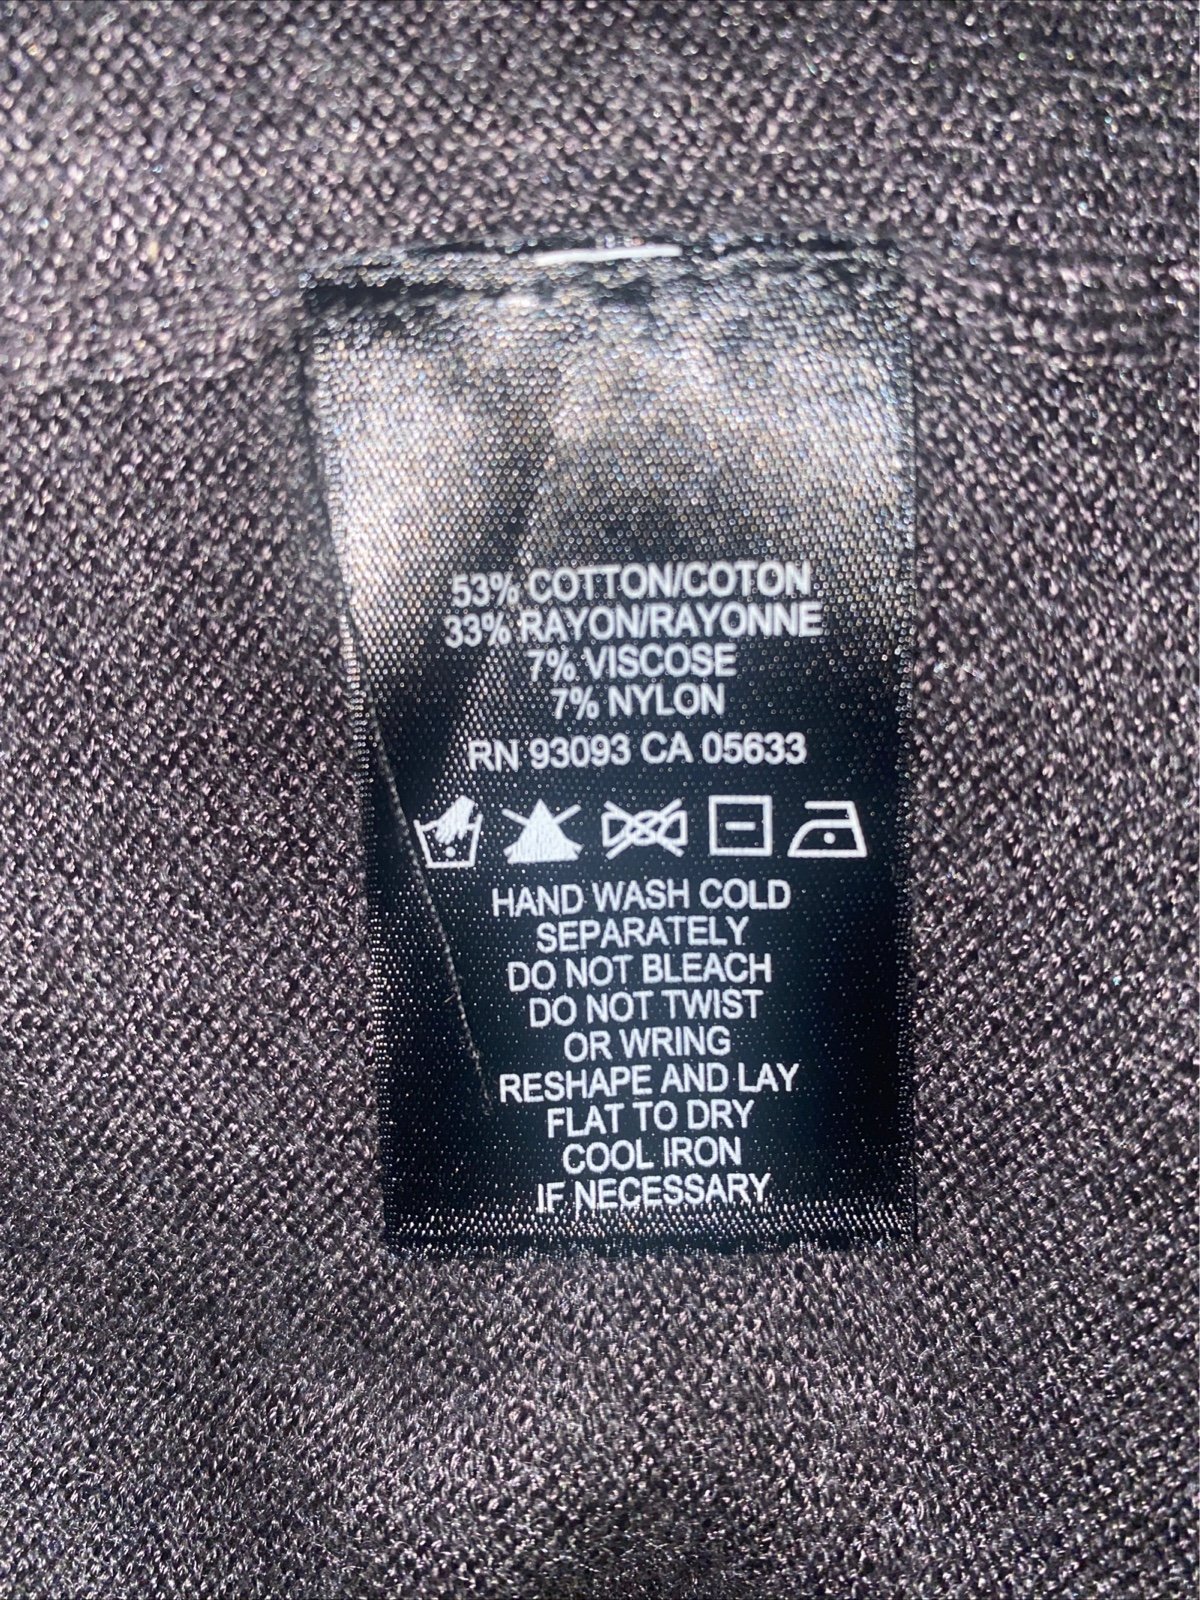 53% COTTON/COTON
33% RAYON/RAYONNE
7% VISCOSE
7% NYLON
RN 93093 CA 05633
HAND WASH COLD
SEPARATELY
DO NOT BLEACH
DO NOT TWIST
OR WRING
RESHAPE AND LAY
FLAT TO DRY
COOL IRON
IF NECESSARY